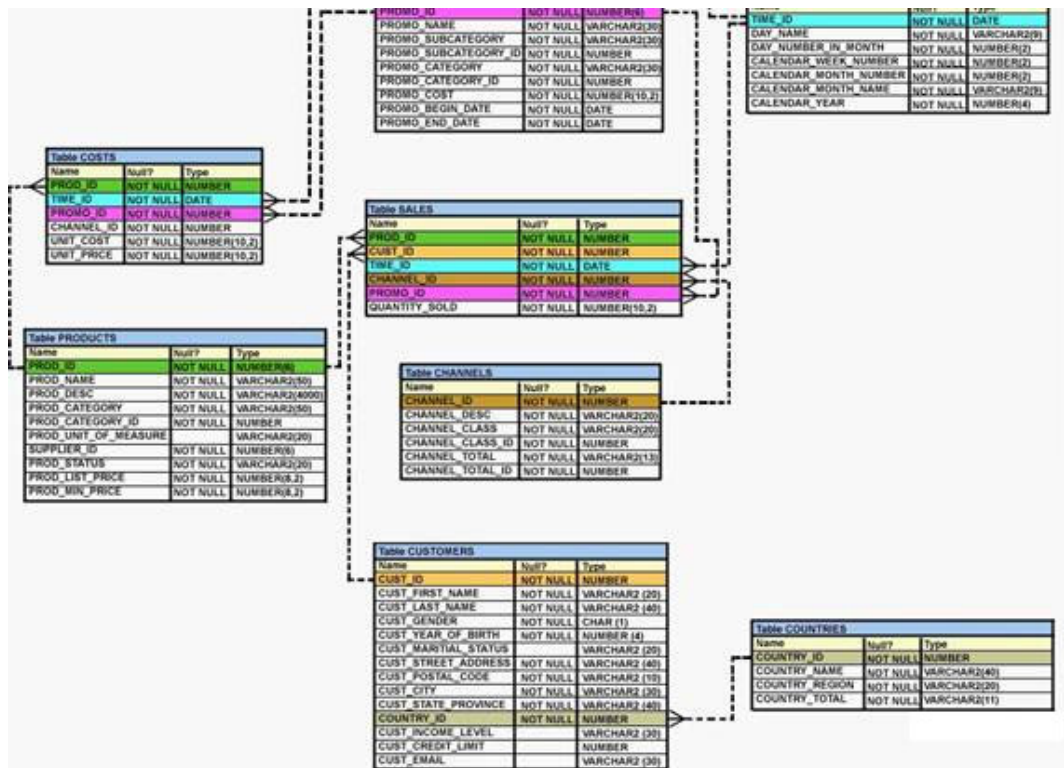 PROMO_ID NOT NULL NUMBER(6)
PROMO_NAME NOT NULL VARCHAR2(30)
PROMO_SUBCATEGORY NOT NULL VARCHAR2(30)
PROMO_SUBCATEGORY_ID NOT NULL NUMBER
PROMO_CATEGORY NOT NULL VARCHAR2(30)
PROMO_CATEGORY_ID NOT NULL NUMBER
PROMO_COST NOT NULL NUMBER(10,2)
PROMO_BEGIN_DATE NOT NULL DATE
PROMO_END_DATE NOT NULL DATE
TIME_ID NOT NULL DATE
DAY_NAME NOT NULL VARCHAR2(9)
DAY_NUMBER_IN_MONTH NOT NULL NUMBER(2)
CALENDAR_WEEK_NUMBER NOT NULL NUMBER(2)
CALENDAR_MONTH_NUMBER NOT NULL NUMBER(2)
CALENDAR_MONTH_NAME NOT NULL VARCHAR2(9)
CALENDAR_YEAR NOT NULL NUMBER(4)
Table COSTS
Name Null? Type
PROD_ID NOT NULL NUMBER
TIME_ID NOT NULL DATE
PROMO_ID NOT NULL NUMBER
CHANNEL_ID NOT NULL NUMBER
UNIT_COST NOT NULL NUMBER(10,2)
UNIT_PRICE NOT NULL NUMBER(10,2)
Table SALES
Name Null? Type
PROD_ID NOT NULL NUMBER
CUST_ID NOT NULL NUMBER
TIME_ID NOT NULL DATE
CHANNEL_ID NOT NULL NUMBER
PROMO_ID NOT NULL NUMBER
QUANTITY_SOLD NOT NULL NUMBER(10,2)
Table PRODUCTS
Name Null? Type
PROD_ID NOT NULL NUMBER(6)
PROD_NAME NOT NULL VARCHAR2(50)
PROD_DESC NOT NULL VARCHAR2(4000)
PROD_CATEGORY NOT NULL VARCHAR2(50)
PROD_CATEGORY_ID NOT NULL NUMBER
PROD_UNIT_OF_MEASURE VARCHAR2(20)
SUPPLIER_ID NOT NULL NUMBER(6)
PROD_STATUS NOT NULL VARCHAR2(20)
PROD_LIST_PRICE NOT NULL NUMBER(8,2)
PROD_MIN_PRICE NOT NULL NUMBER(8,2)
Table CHANNELS
Name Null? Type
CHANNEL_ID NOT NULL NUMBER
CHANNEL_DESC NOT NULL VARCHAR2(20)
CHANNEL_CLASS NOT NULL VARCHAR2(20)
CHANNEL_CLASS_ID NOT NULL NUMBER
CHANNEL_TOTAL NOT NULL VARCHAR2(13)
CHANNEL_TOTAL_ID NOT NULL NUMBER
Table CUSTOMERS
Name Null? Type
CUST_ID NOT NULL NUMBER
CUST_FIRST_NAME NOT NULL VARCHAR2 (20)
CUST_LAST_NAME NOT NULL VARCHAR2 (40)
CUST_GENDER NOT NULL CHAR (1)
CUST_YEAR_OF_BIRTH NOT NULL NUMBER (4)
CUST_MARITIAL_STATUS VARCHAR2 (20)
CUST_STREET_ADDRESS NOT NULL VARCHAR2 (40)
CUST_POSTAL_CODE NOT NULL VARCHAR2 (10)
CUST_CITY NOT NULL VARCHAR2 (30)
CUST_STATE_PROVINCE NOT NULL VARCHAR2 (40)
COUNTRY_ID NOT NULL NUMBER
CUST_INCOME_LEVEL VARCHAR2 (30)
CUST_CREDIT_LIMIT NUMBER
CUST_EMAIL VARCHAR2 (30)
Table COUNTRIES
Name Null? Type
COUNTRY_ID NOT NULL NUMBER
COUNTRY_NAME NOT NULL VARCHAR2(40)
COUNTRY_REGION NOT NULL VARCHAR2(20)
COUNTRY_TOTAL NOT NULL VARCHAR2(11)